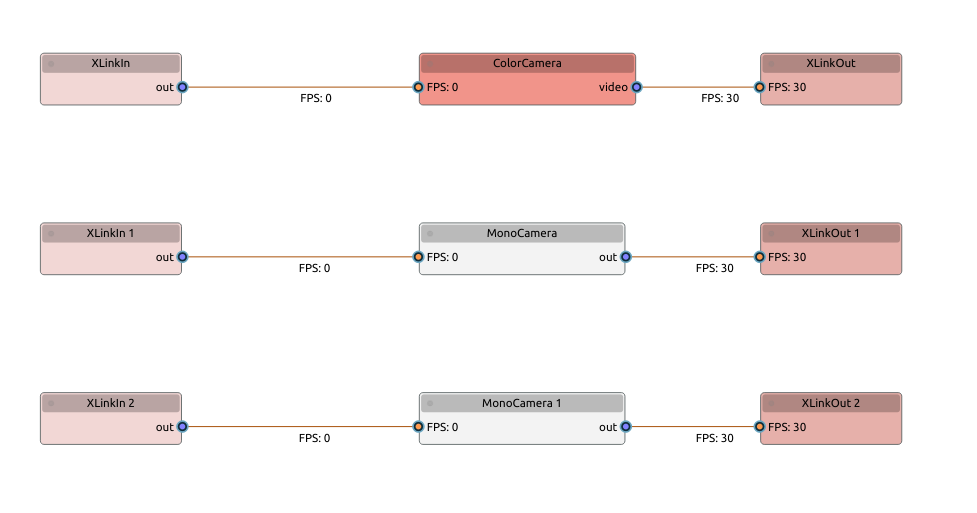 XLinkIn
out
FPS: 0
ColorCamera
FPS: 0
video
FPS: 30
XLinkOut
FPS: 30
XLinkIn 1
out
FPS: 0
MonoCamera
FPS: 0
out
FPS: 30
XLinkOut 1
FPS: 30
XLinkIn 2
out
FPS: 0
MonoCamera 1
FPS: 0
out
FPS: 30
XLinkOut 2
FPS: 30